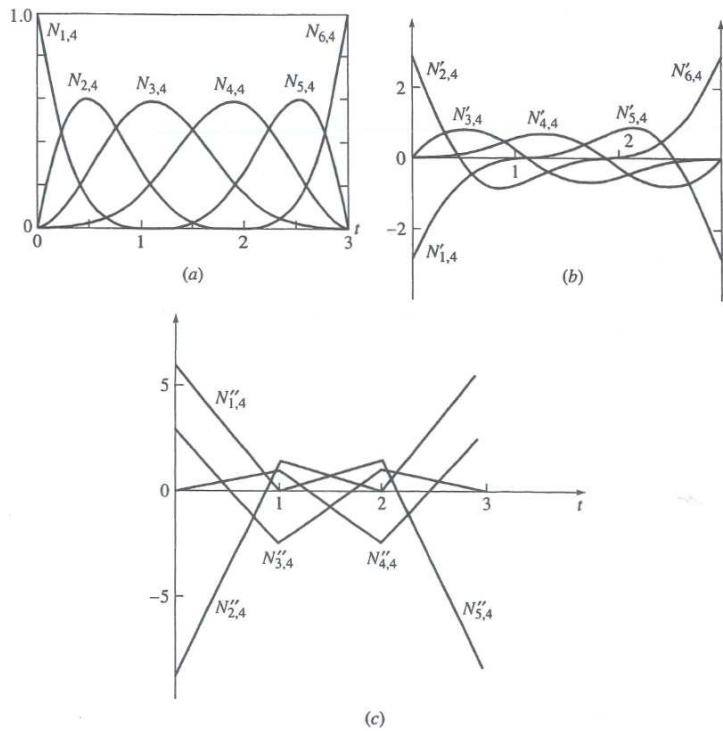 1.0
N1,4
N6,4
N2,4
N3,4
N4,4
N5,4
0
0 1 2 3 t
(a)
N′2,4
N′6,4
2
N′3,4
N′4,4
N′5,4
2
0
1
−2
N′1,4
(b)
5
N″1,4
0
1 2 3 t
N″3,4
N″4,4
−5
N″2,4
N″5,4
(c)